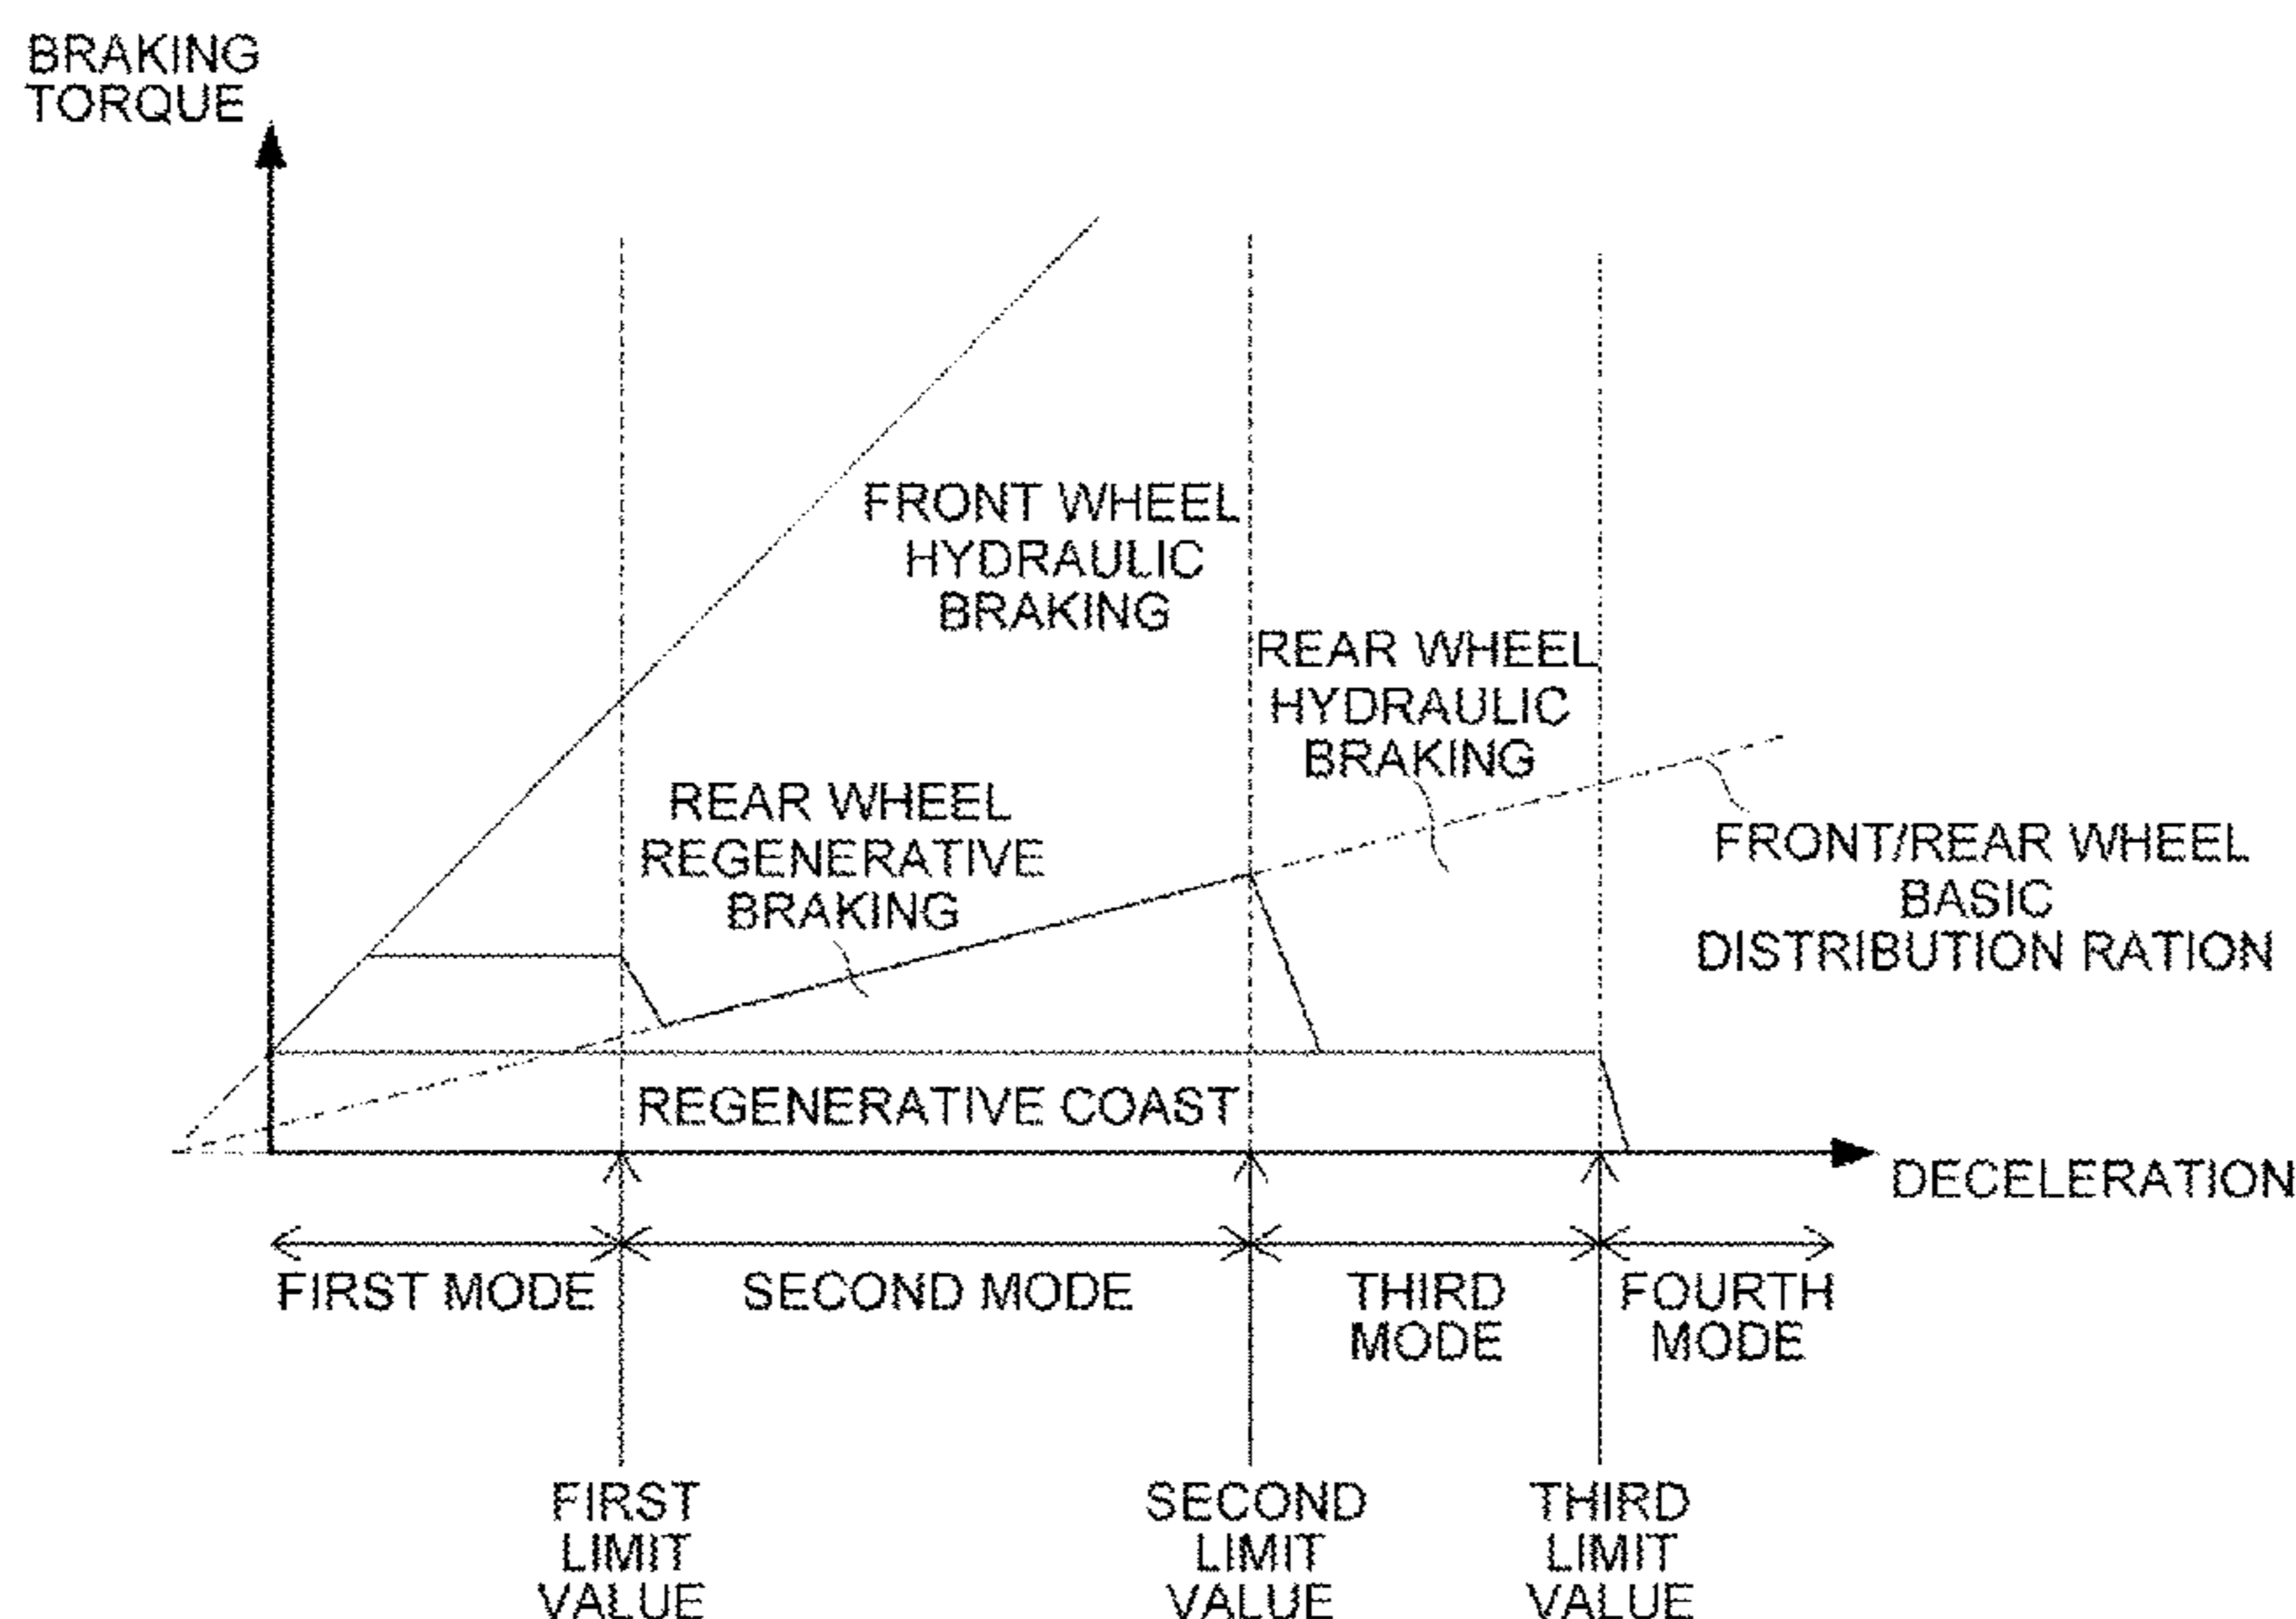 BRAKING
TORQUE
FRONT WHEEL
HYDRAULIC
BRAKING
REAR WHEEL
HYDRAULIC
BRAKING
REAR WHEEL
REGENERATIVE
BRAKING
FRONT/REAR WHEEL
BASIC
DISTRIBUTION RATION
REGENERATIVE COAST
DECELERATION
FIRST MODE
SECOND MODE
THIRD
MODE
FOURTH
MODE
FIRST
LIMIT
VALUE
SECOND
LIMIT
VALUE
THIRD
LIMIT
VALUE